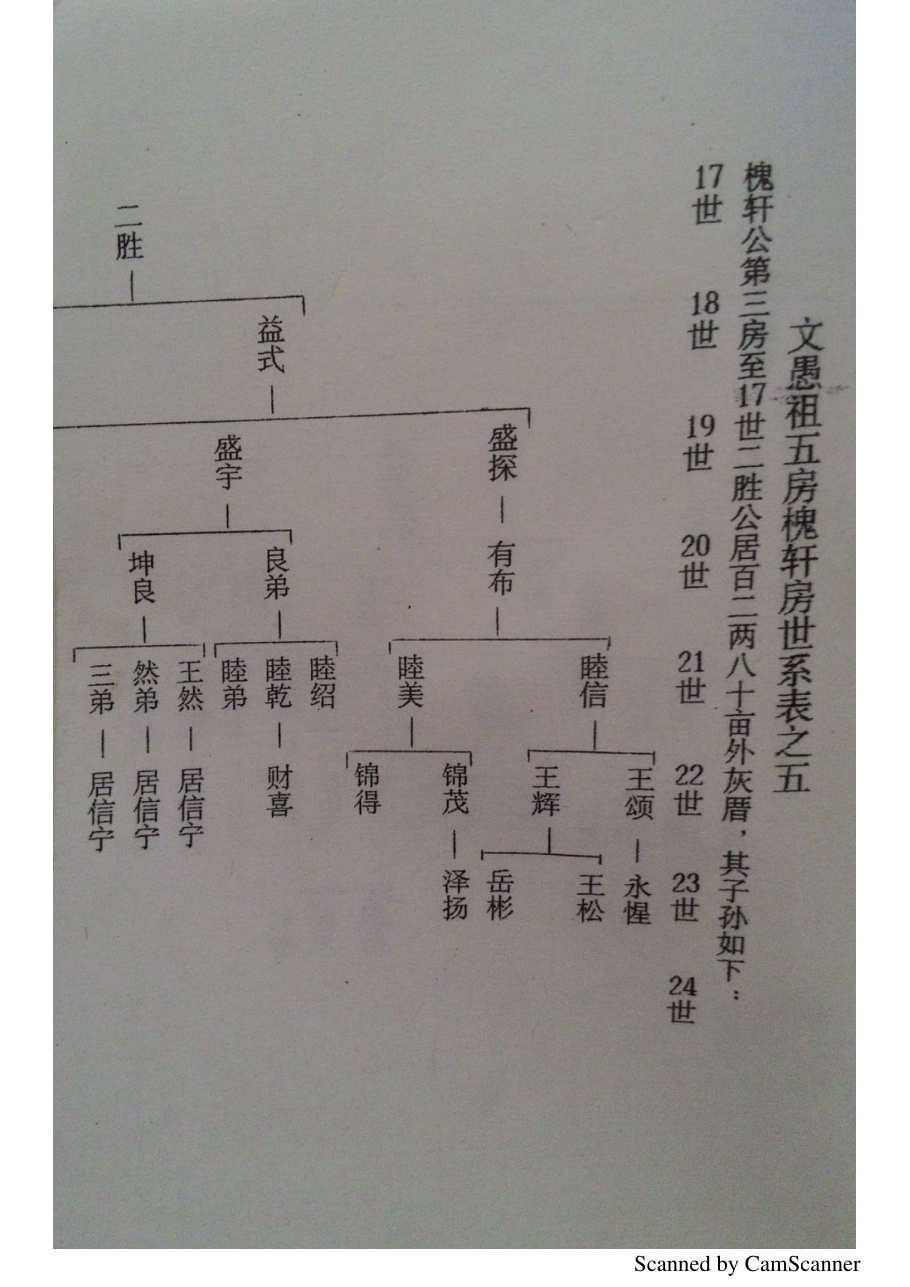 文愚祖五房槐轩房世系表之五
槐轩公第三房至17世二胜公居百二两八十亩外灰厝，其子孙如下：
17世 18世 19世 20世 21世 22世 23世 24世
王颂 永惺
睦信
王辉
王松
岳彬
盛探 有布
睦美
锦茂 泽扬
锦得
益式
睦绍
良弟
睦乾 财喜
睦弟
盛宇
王然 居信宁
坤良
然弟 居信宁
三弟 居信宁
二胜
Scanned by CamScanner